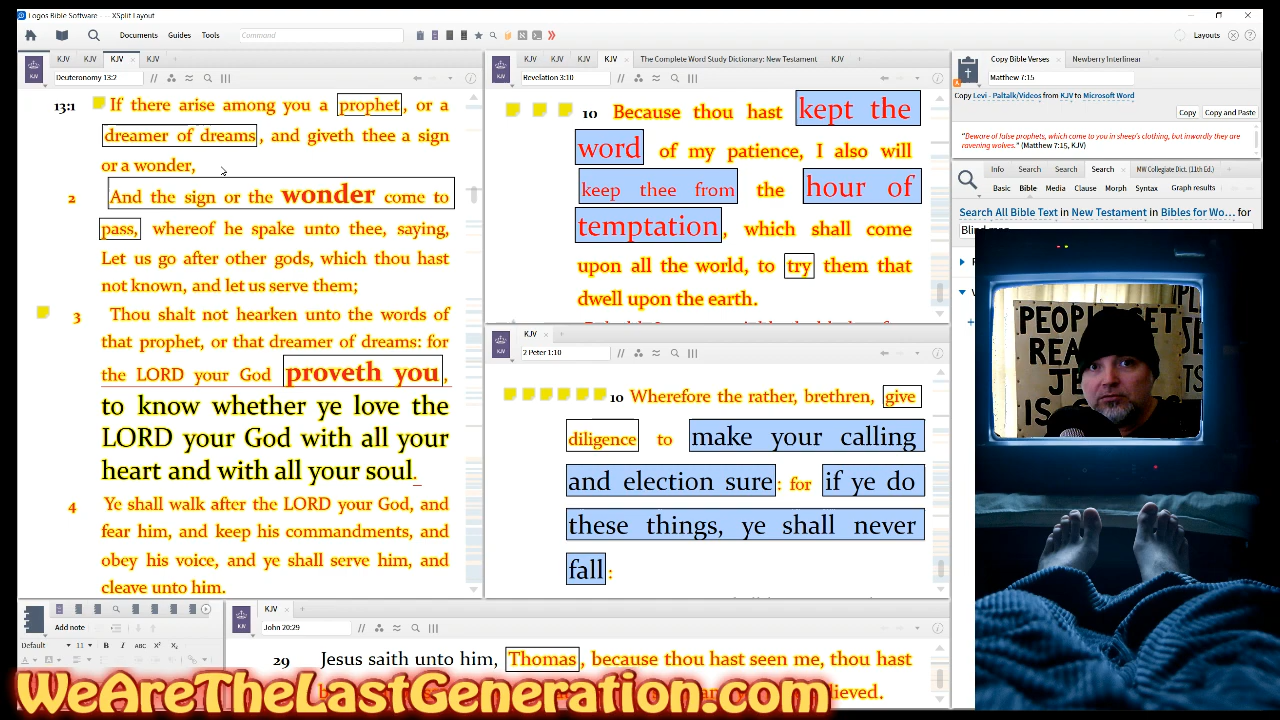 Logos Bible Software - — XSplit Layout
Documents Guides Tools Command Layouts
KJV KJV KJV KJV
Deuteronomy 13:2
13:1 If there arise among you a prophet, or a
dreamer of dreams, and giveth thee a sign
or a wonder,
2 And the sign or the wonder come to
pass, whereof he spake unto thee, saying,
Let us go after other gods, which thou hast
not known, and let us serve them;
3 Thou shalt not hearken unto the words of
that prophet, or that dreamer of dreams: for
the LORD your God proveth you,
to know whether ye love the
LORD your God with all your
heart and with all your soul.
4 Ye shall walk after the LORD your God, and
fear him, and keep his commandments, and
obey his voice, and ye shall serve him, and
cleave unto him.
KJV KJV KJV KJV The Complete Word Study Dictionary: New Testament KJV
Revelation 3:10
10 Because thou hast kept the
word of my patience, I also will
keep thee from the hour of
temptation, which shall come
upon all the world, to try them that
dwell upon the earth.
KJV
2 Peter 1:10
10 Wherefore the rather, brethren, give
diligence to make your calling
and election sure: for if ye do
these things, ye shall never
fall:
Copy Bible Verses Newberry Interlinear
Matthew 7:15
Copy Levi - Paltalk/Videos from KJV to Microsoft Word
Copy Copy and Paste
"Beware of false prophets, which come to you in sheep's clothing, but inwardly they are
ravening wolves." (Matthew 7:15, KJV)
Info Search Search Search MW Collegiate Dict. (11th Ed.)
Basic Bible Media Clause Morph Syntax Graph results
Search All Bible Text in New Testament in Bibles for Wo... for
PEOPLE GET
REA
JE
IS
Add note
Default 11 B I ABC X² X₂
KJV
John 20:29
29 Jesus saith unto him, Thomas, because thou hast seen me, thou hast
WeAreTheLastGeneration.com